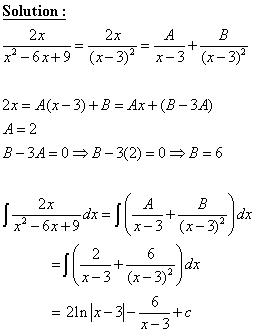 Solution :
2x/(x² − 6x + 9) = 2x/(x − 3)² = A/(x − 3) + B/(x − 3)²
2x = A(x − 3) + B = Ax + (B − 3A)
A = 2
B − 3A = 0 ⇒ B − 3(2) = 0 ⇒ B = 6
∫ 2x/(x² − 6x + 9) dx = ∫ (A/(x − 3) + B/(x − 3)²) dx
= ∫ (2/(x − 3) + 6/(x − 3)²) dx
= 2ln|x − 3| − 6/(x − 3) + c